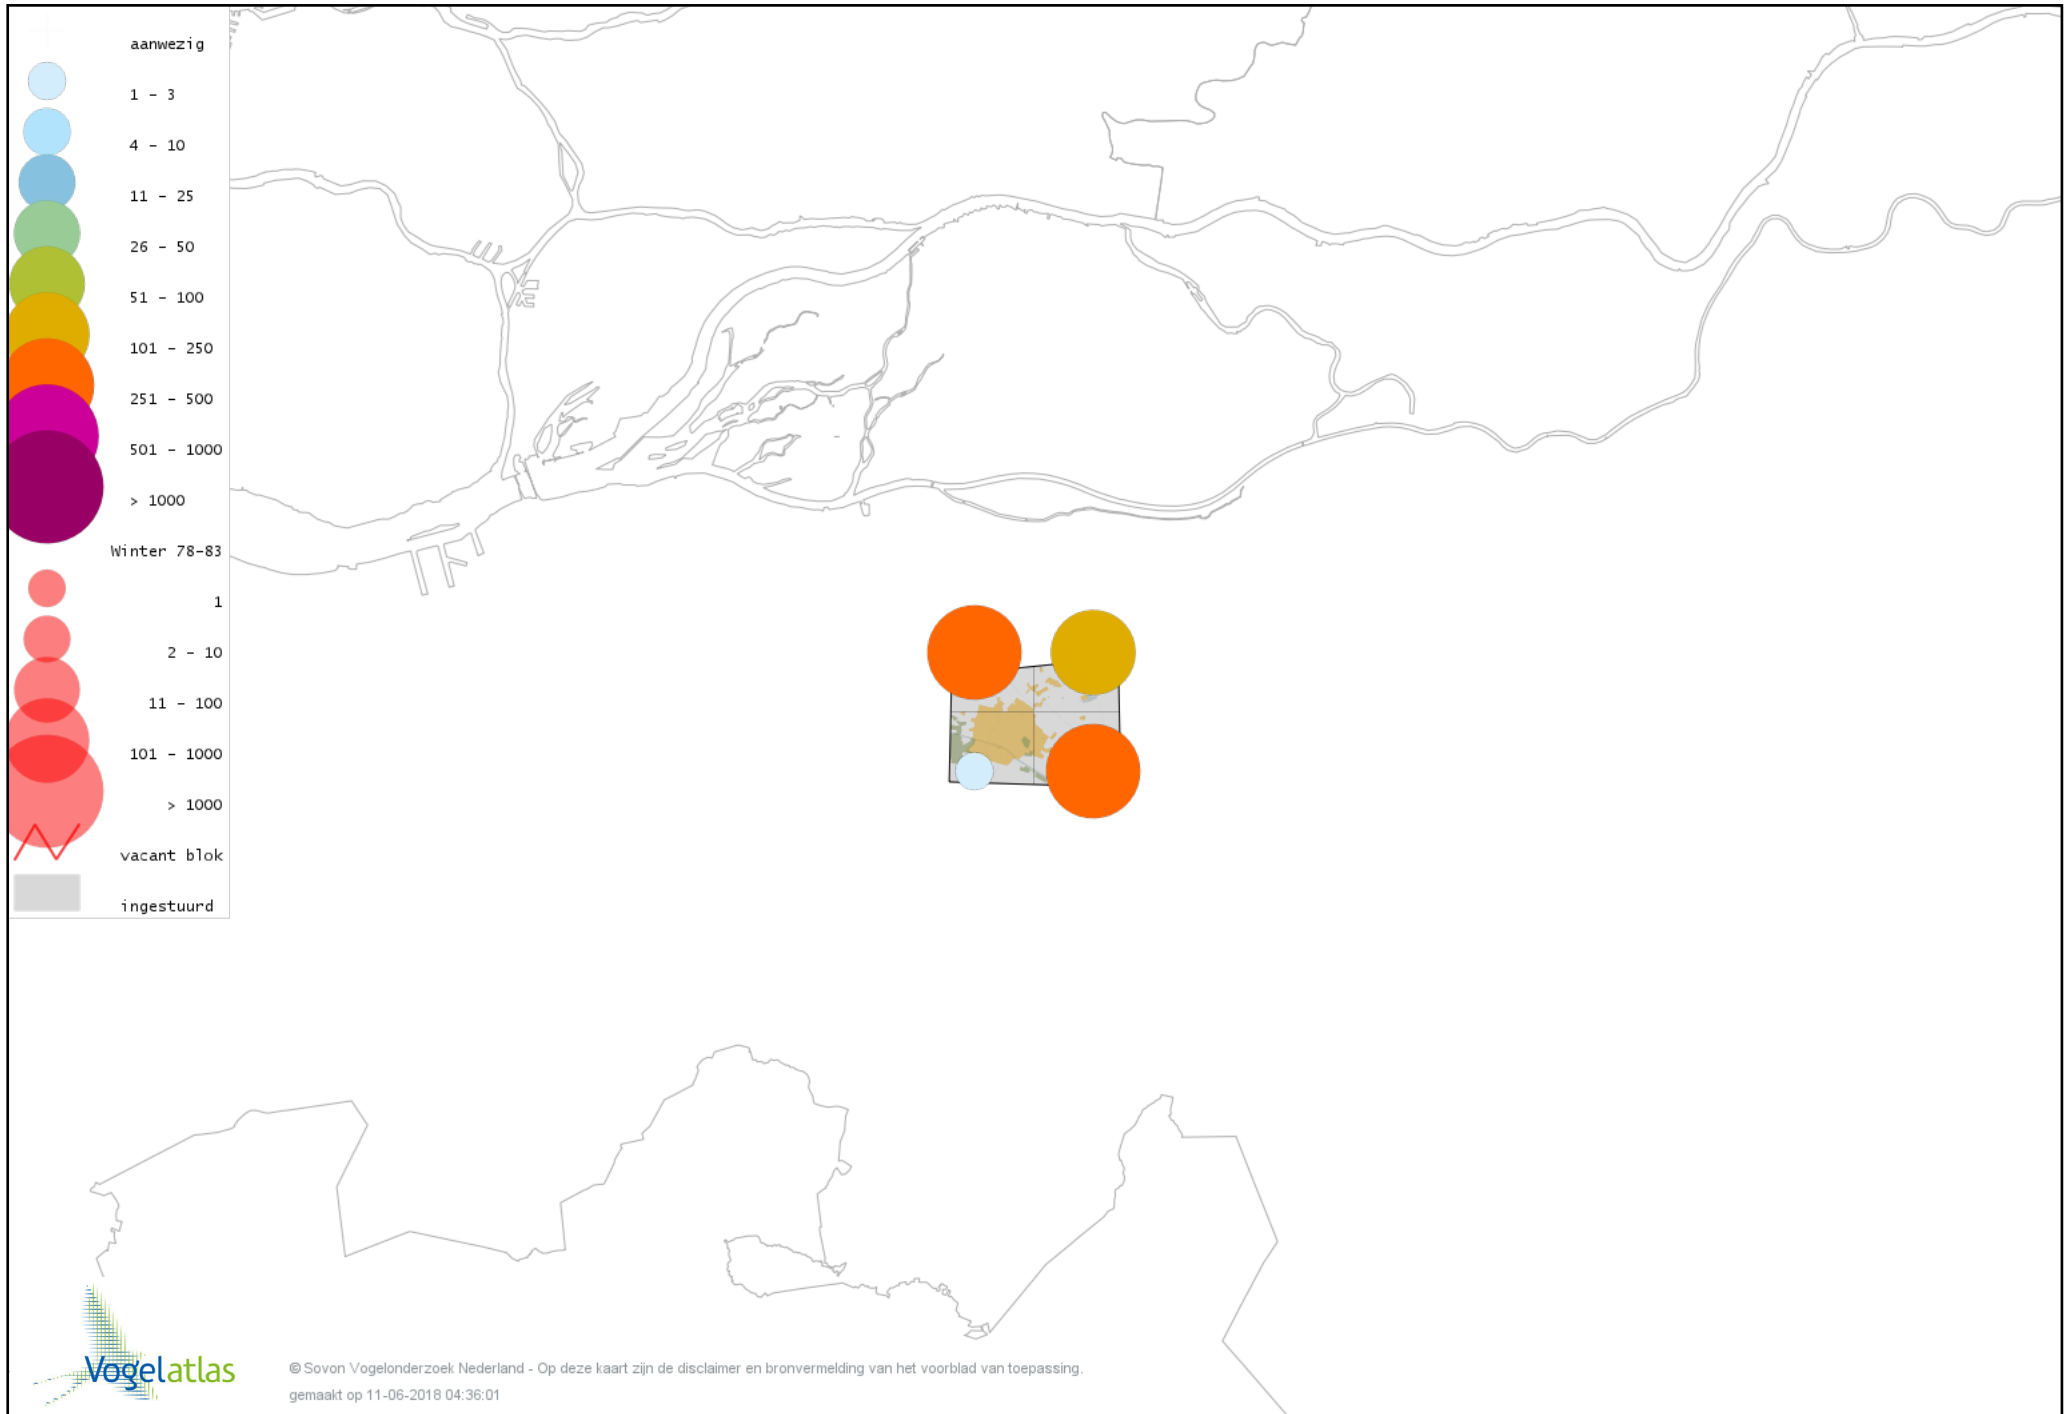 aanwezig
1 - 3
4 - 10
11 - 25
26 - 50
51 - 100
101 - 250
251 - 500
501 - 1000
> 1000
Winter 78-83
1
2 - 10
11 - 100
101 - 1000
> 1000
vacant blok
ingestuurd
Vogelatlas
© Sovon Vogelonderzoek Nederland - Op deze kaart zijn de disclaimer en bronvermelding van het voorblad van toepassing.
gemaakt op 11-06-2018 04:36:01